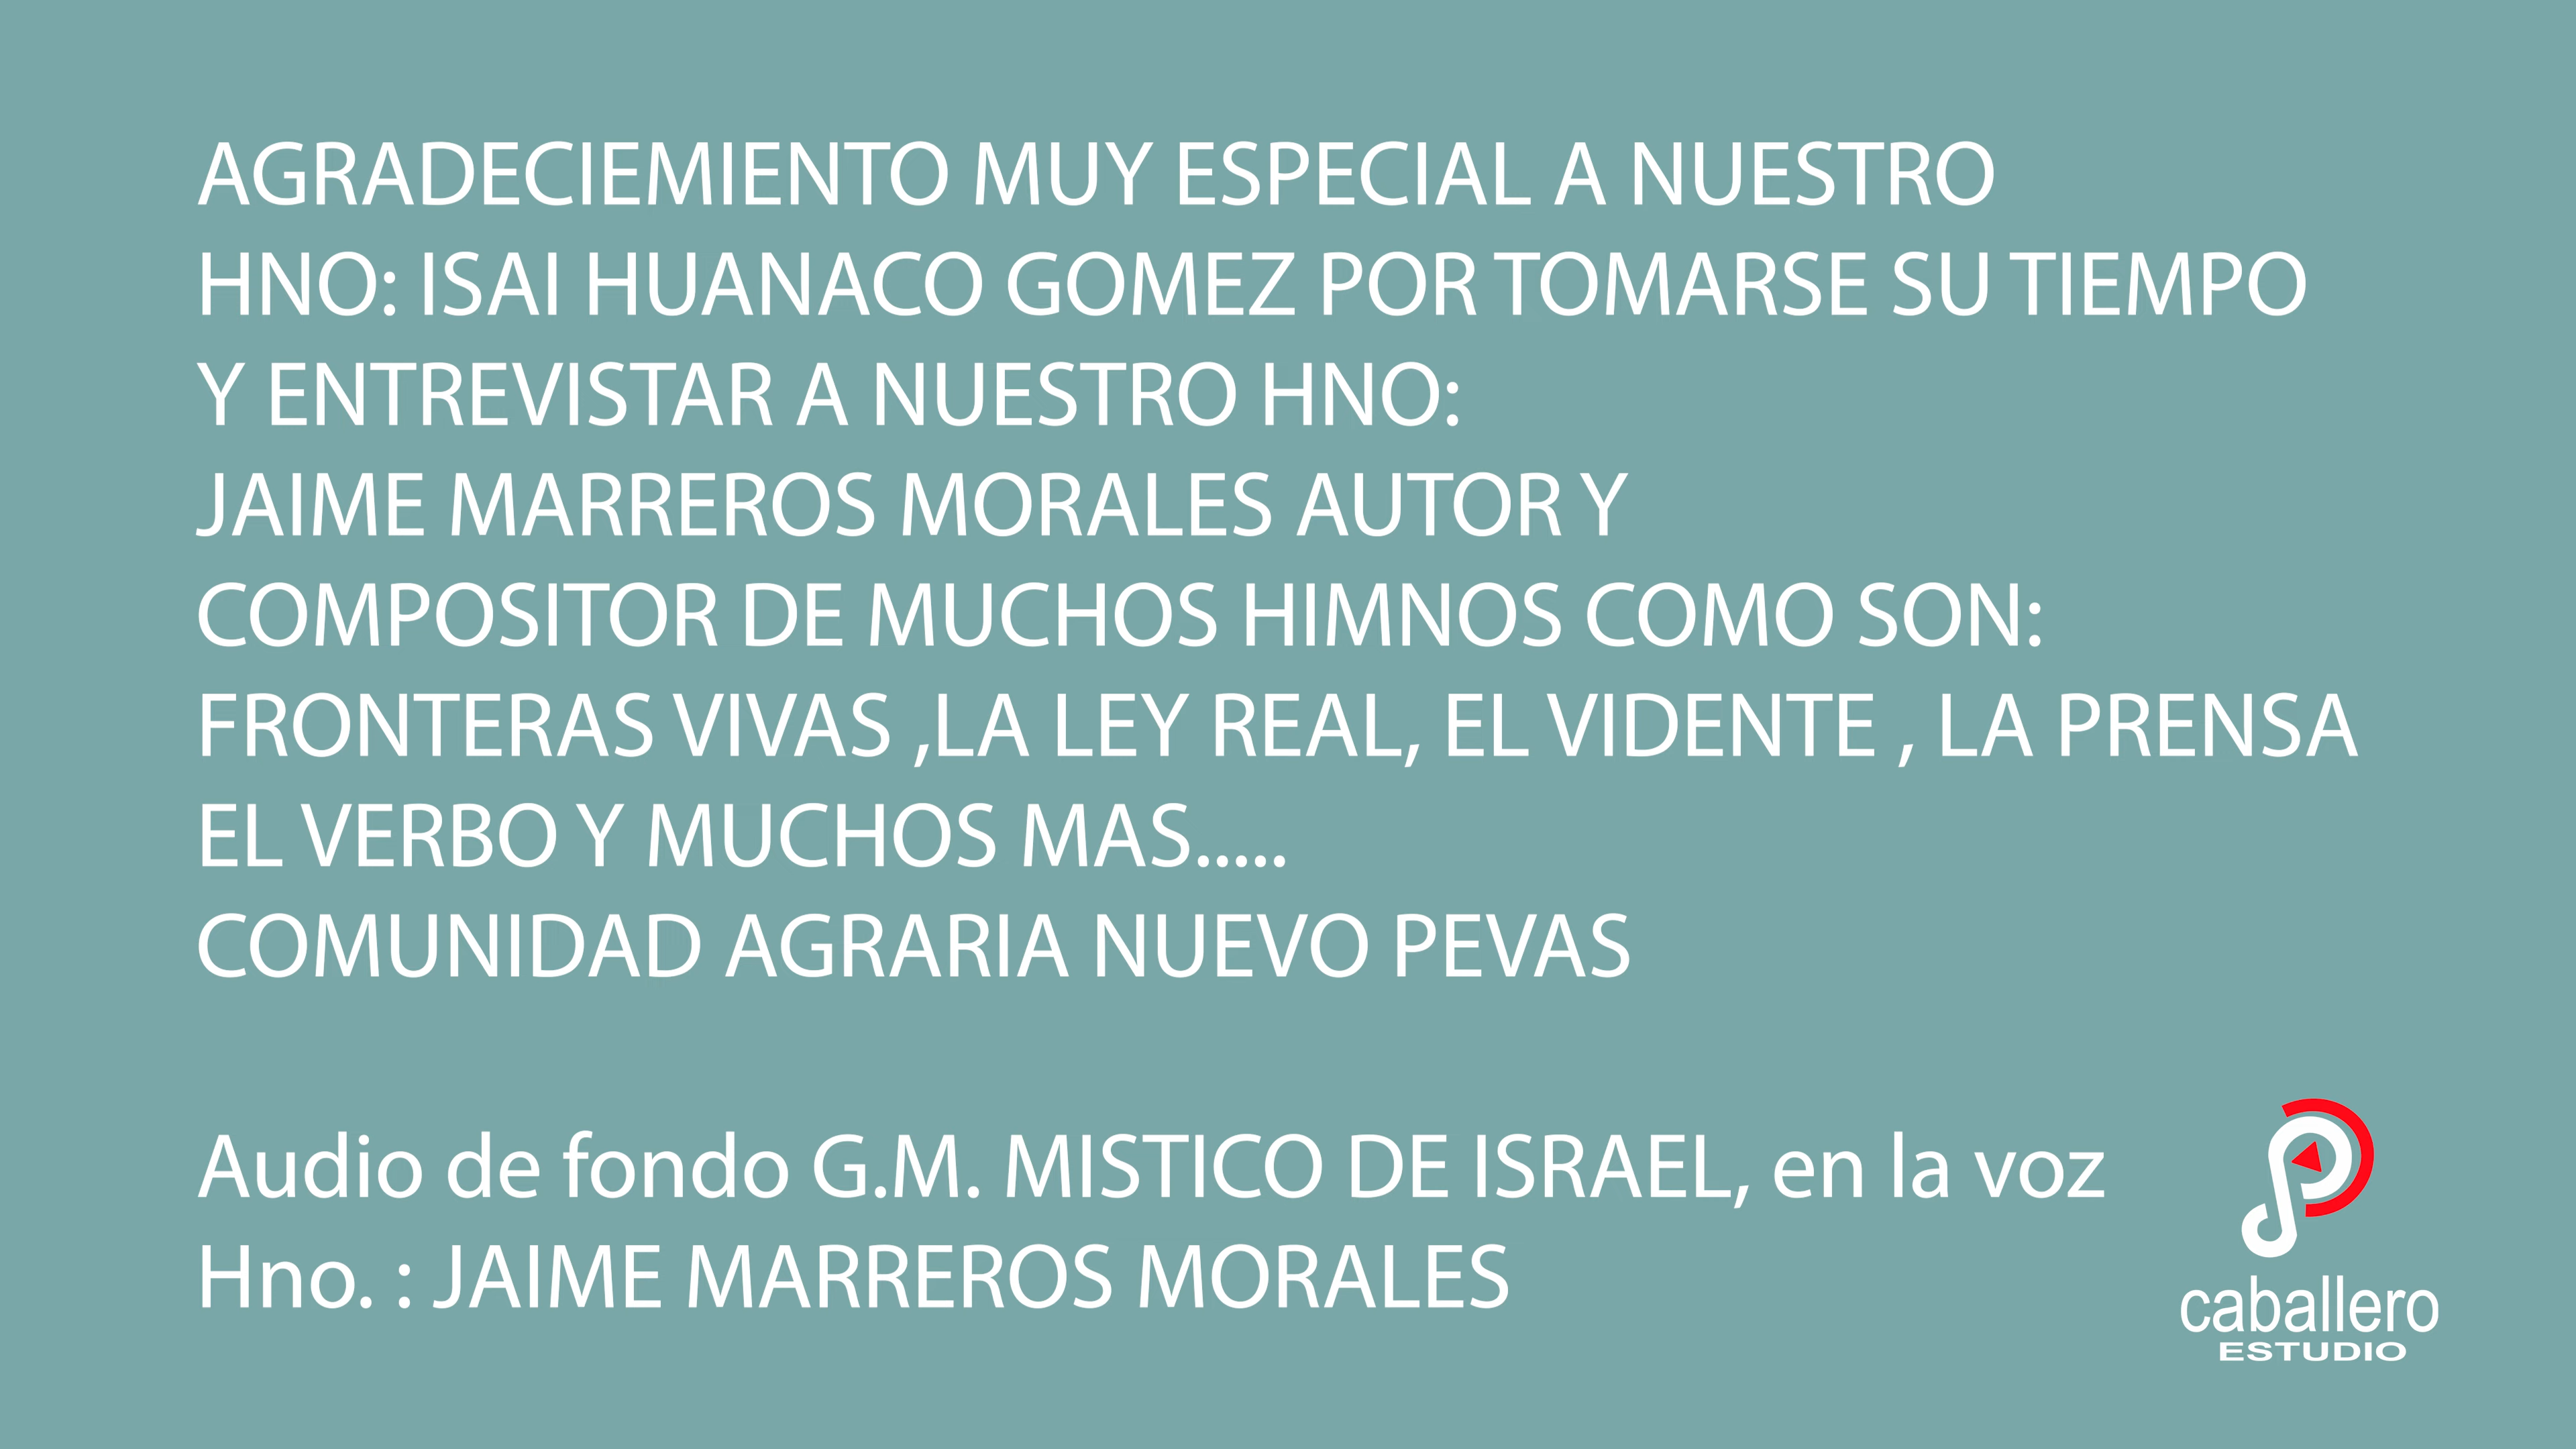 AGRADECIEMIENTO MUY ESPECIAL A NUESTRO
HNO: ISAI HUANACO GOMEZ POR TOMARSE SU TIEMPO
Y ENTREVISTAR A NUESTRO HNO:
JAIME MARREROS MORALES AUTOR Y
COMPOSITOR DE MUCHOS HIMNOS COMO SON:
FRONTERAS VIVAS ,LA LEY REAL, EL VIDENTE , LA PRENSA
EL VERBO Y MUCHOS MAS.....
COMUNIDAD AGRARIA NUEVO PEVAS
Audio de fondo G.M. MISTICO DE ISRAEL, en la voz
Hno. : JAIME MARREROS MORALES
caballero
ESTUDIO